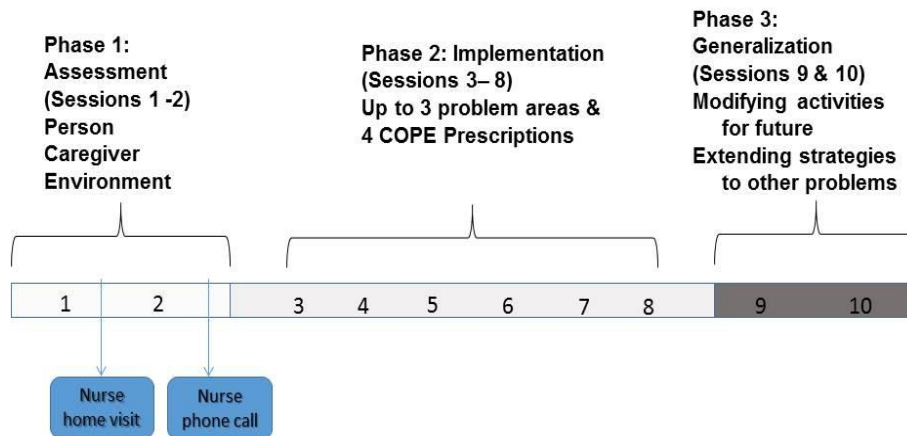 Phase 1:
Assessment
(Sessions 1 -2)
Person
Caregiver
Environment
Phase 2: Implementation
(Sessions 3– 8)
Up to 3 problem areas &
4 COPE Prescriptions
Phase 3:
Generalization
(Sessions 9 & 10)
Modifying activities
for future
Extending strategies
to other problems
1 2 3 4 5 6 7 8 9 10
Nurse
home visit
Nurse
phone call